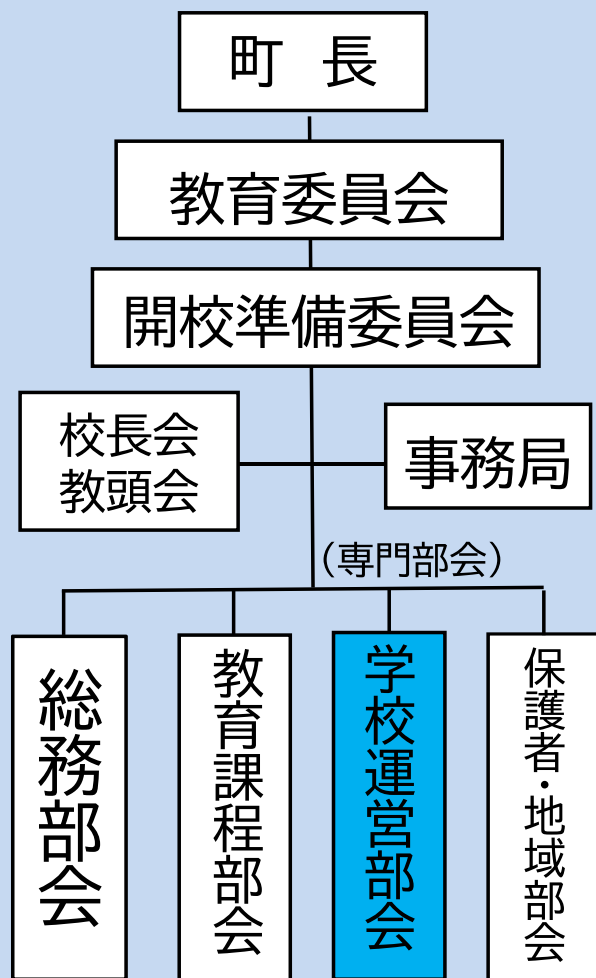 町 長
教育委員会
開校準備委員会
校長会
教頭会
事務局
（専門部会）
総務部会
教育課程部会
学校運営部会
保護者・地域部会